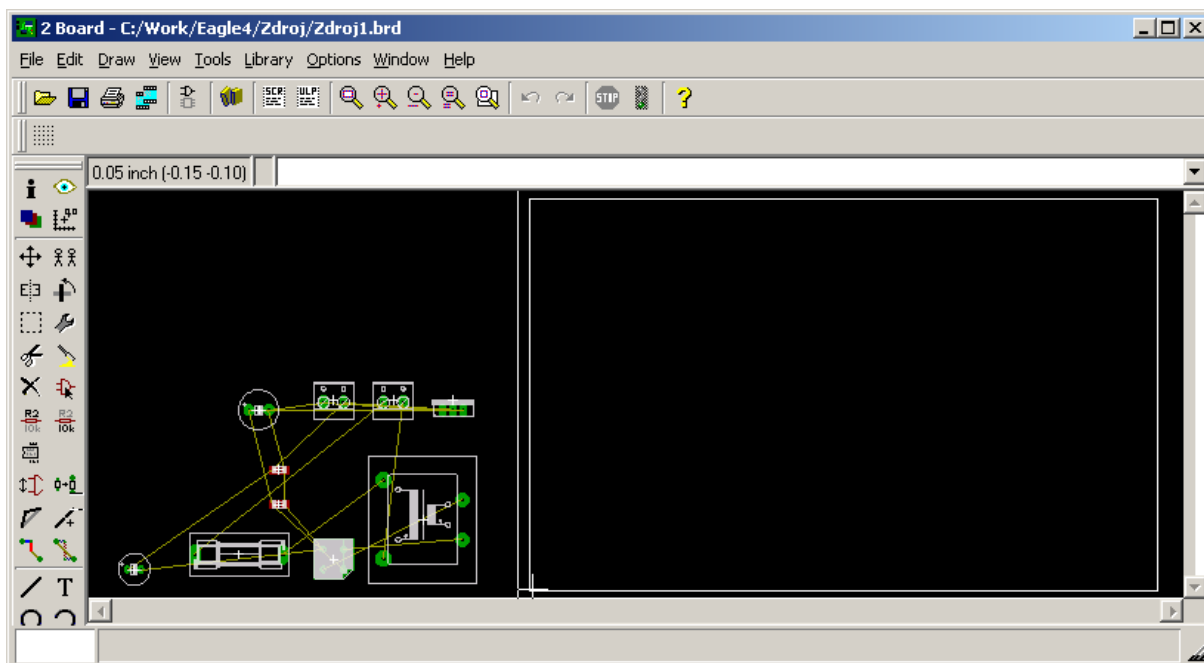 2 Board - C:/Work/Eagle4/Zdroj/Zdroj1.brd
File Edit Draw View Tools Library Options Window Help
SCR ULP STOP ?
0.05 inch (-0.15 -0.10)
R2 R2
10k 10k
T